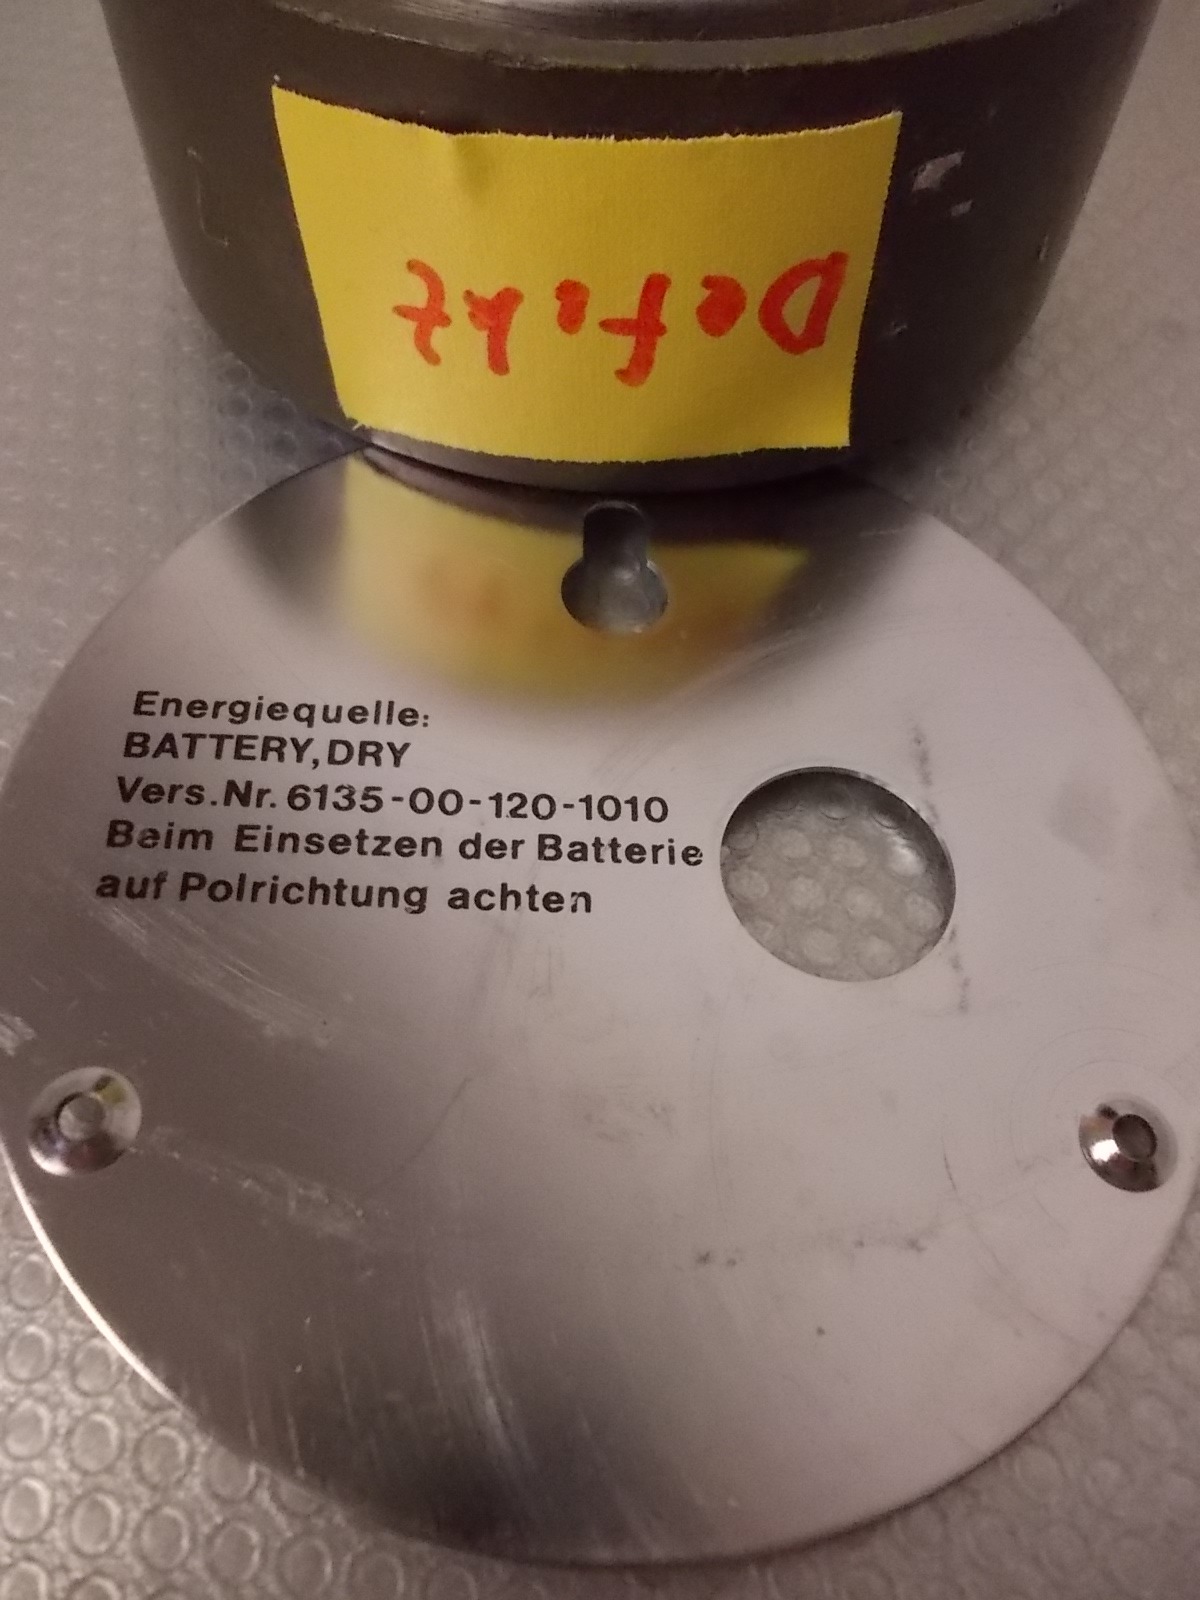 Defekt
Energiequelle:
BATTERY,DRY
Vers.Nr. 6135-00-120-1010
Beim Einsetzen der Batterie
auf Polrichtung achten